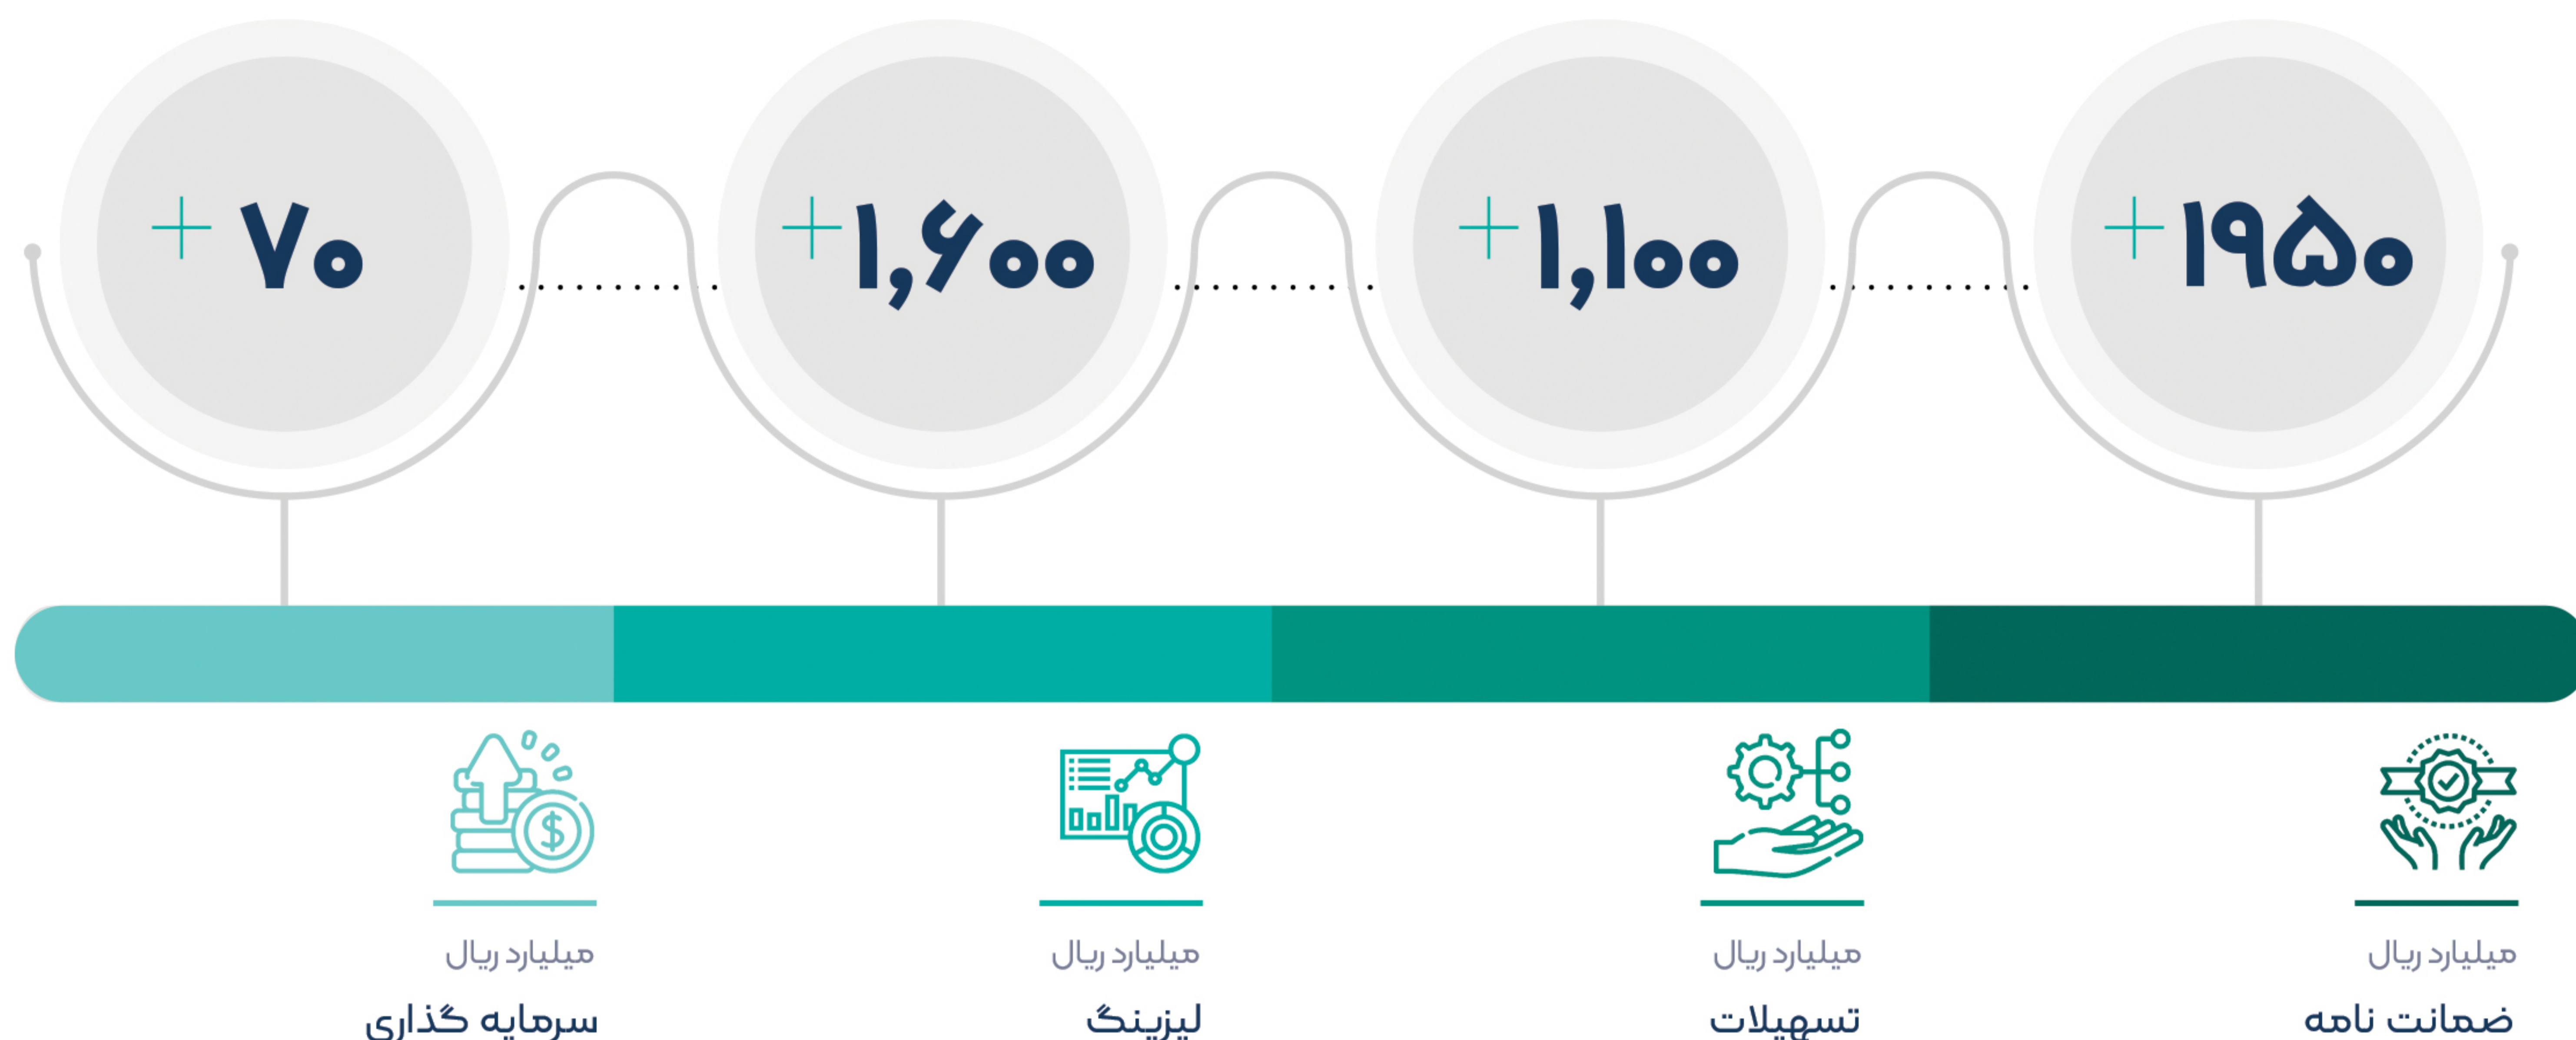 +۱۹۵۰
+۱,۱۰۰
+۱,۶۰۰
+۷۰
$
میلیارد ریال
ضمانت نامه
میلیارد ریال
تسهیلات
میلیارد ریال
لیزینگ
میلیارد ریال
سرمایه گذاری